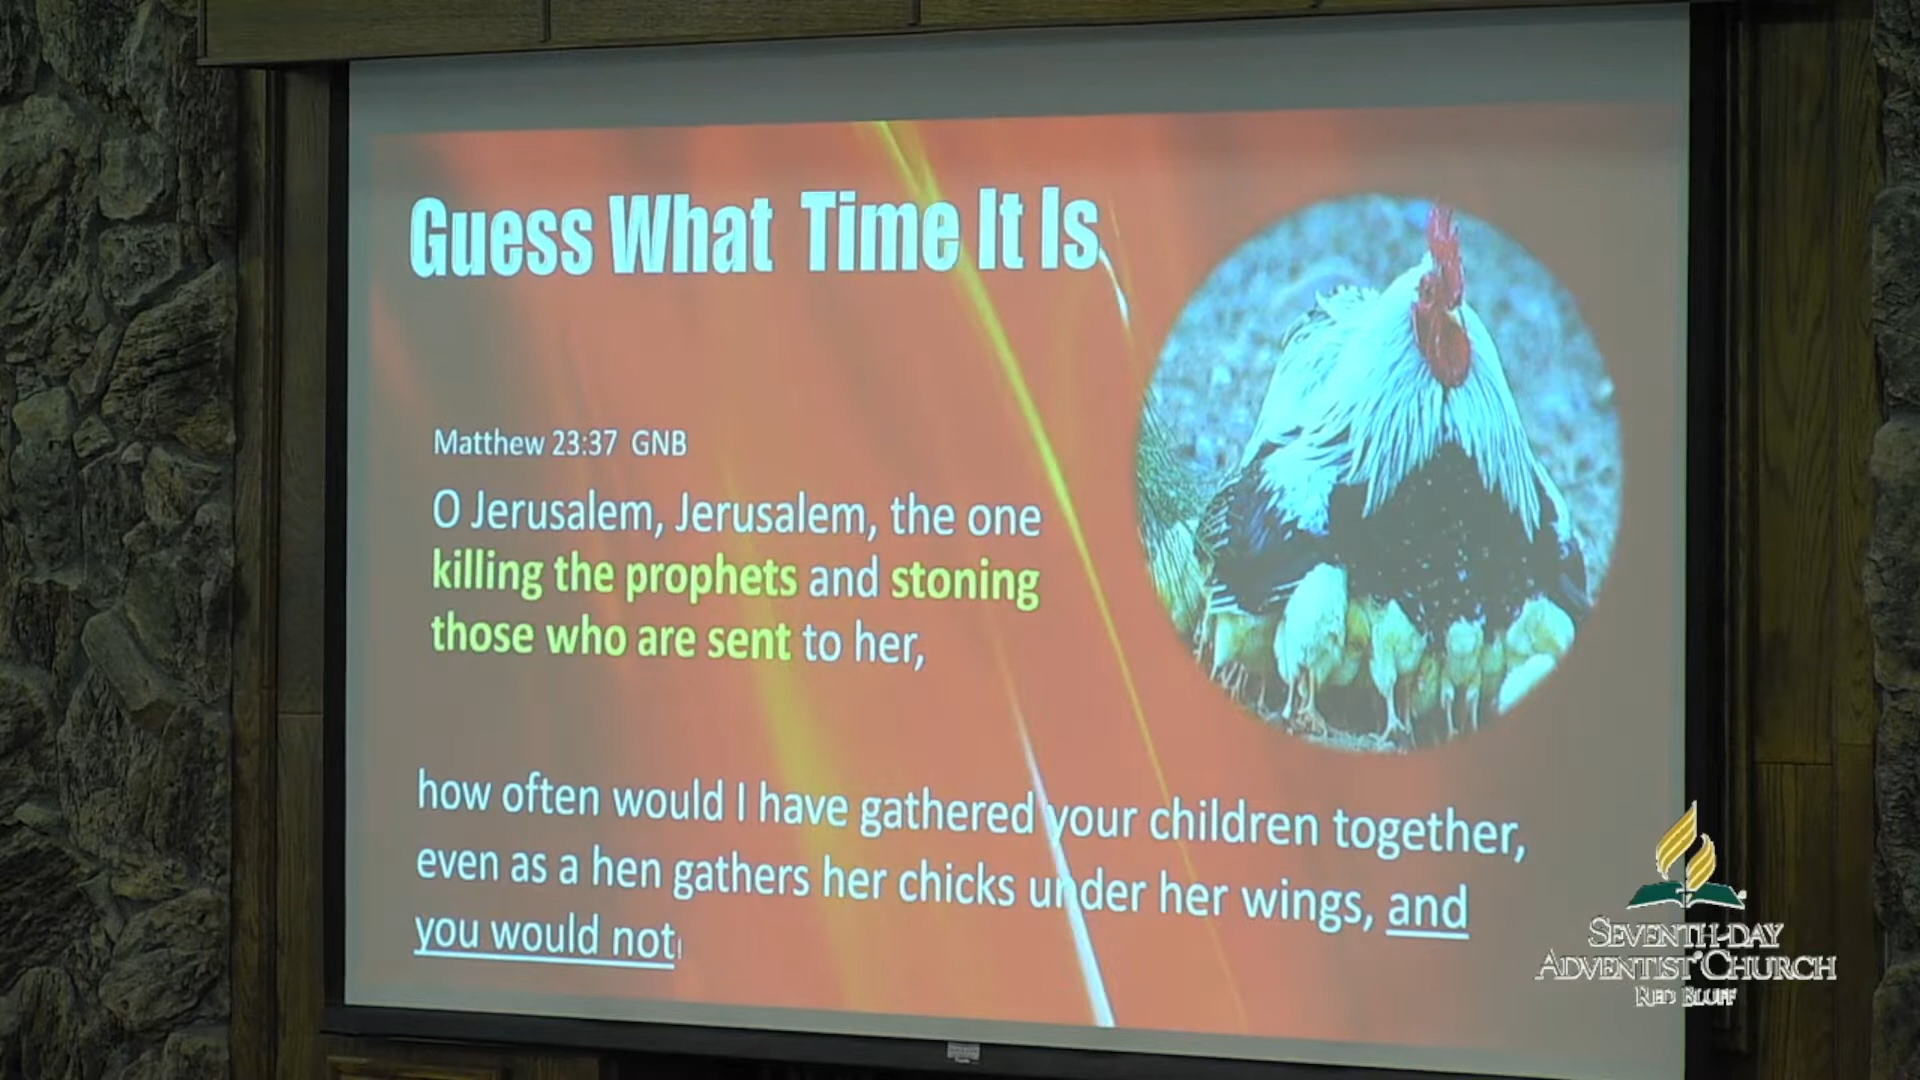 Guess What Time It Is
Matthew 23:37 GNB
O Jerusalem, Jerusalem, the one
killing the prophets and stoning
those who are sent to her,
how often would I have gathered your children together,
even as a hen gathers her chicks under her wings, and
you would not
SEVENTH-DAY
ADVENTIST CHURCH
RED BLUFF